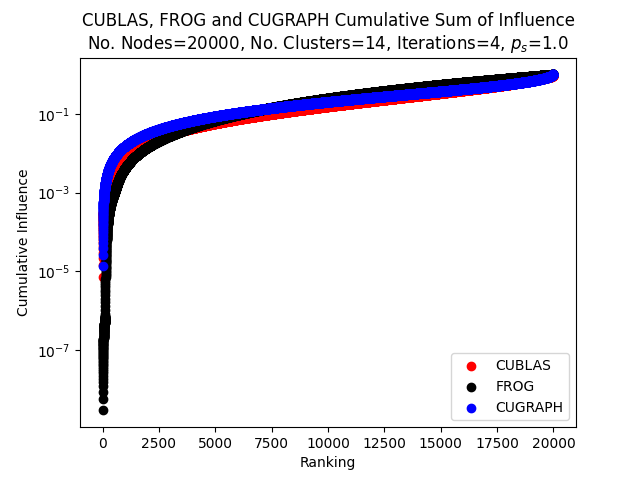 CUBLAS, FROG and CUGRAPH Cumulative Sum of Influence
No. Nodes=20000, No. Clusters=14, Iterations=4, $p_s$=1.0
Cumulative Influence
10⁻¹
10⁻³
10⁻⁵
10⁻⁷
CUBLAS
FROG
CUGRAPH
0 2500 5000 7500 10000 12500 15000 17500 20000
Ranking